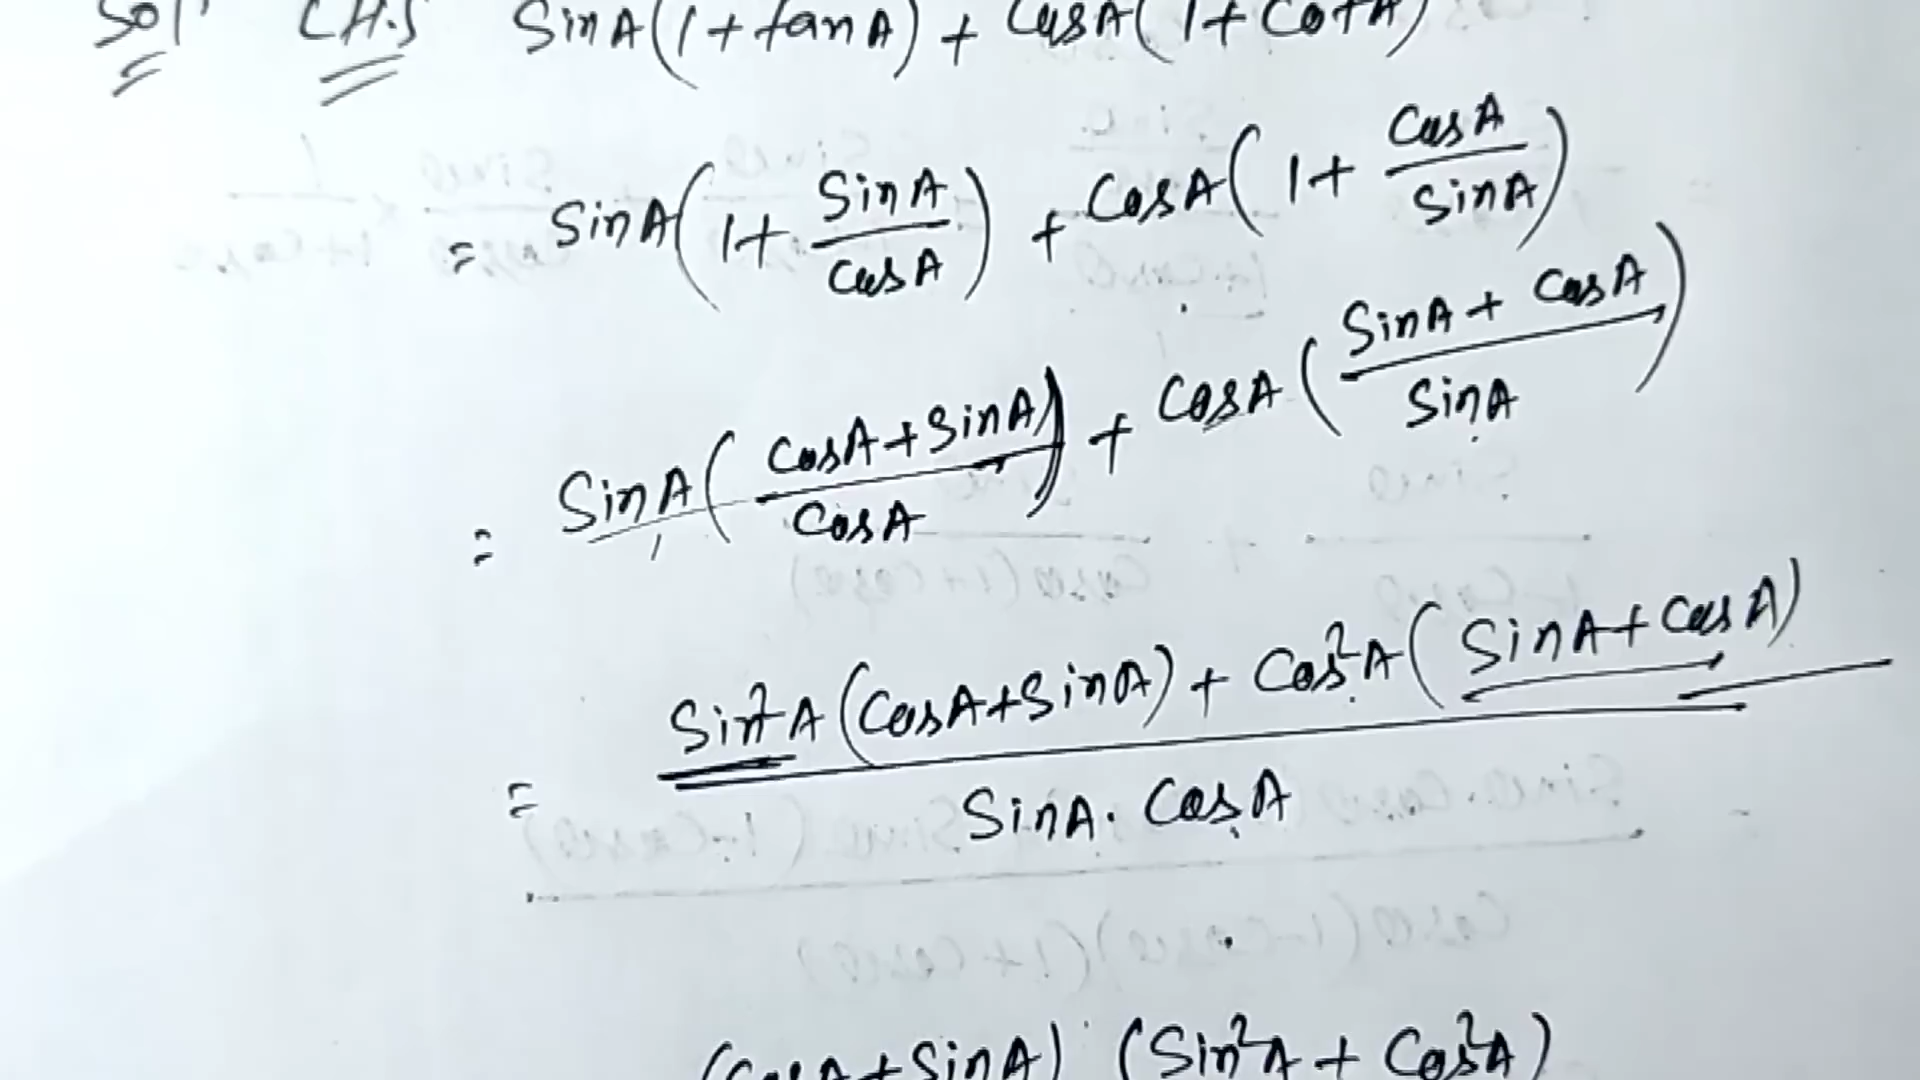 Sol: L.H.S SinA(1+tanA) + CosA(1+CotA)
= SinA(1+ SinA/CosA) + CosA(1+ CosA/SinA)
= SinA((CosA+SinA)/CosA) + CosA((SinA+CosA)/SinA)
= (Sin²A(CosA+SinA) + Cos²A(SinA+CosA))/(SinA.CosA)
(CosA+SinA) (Sin²A + Cos²A)